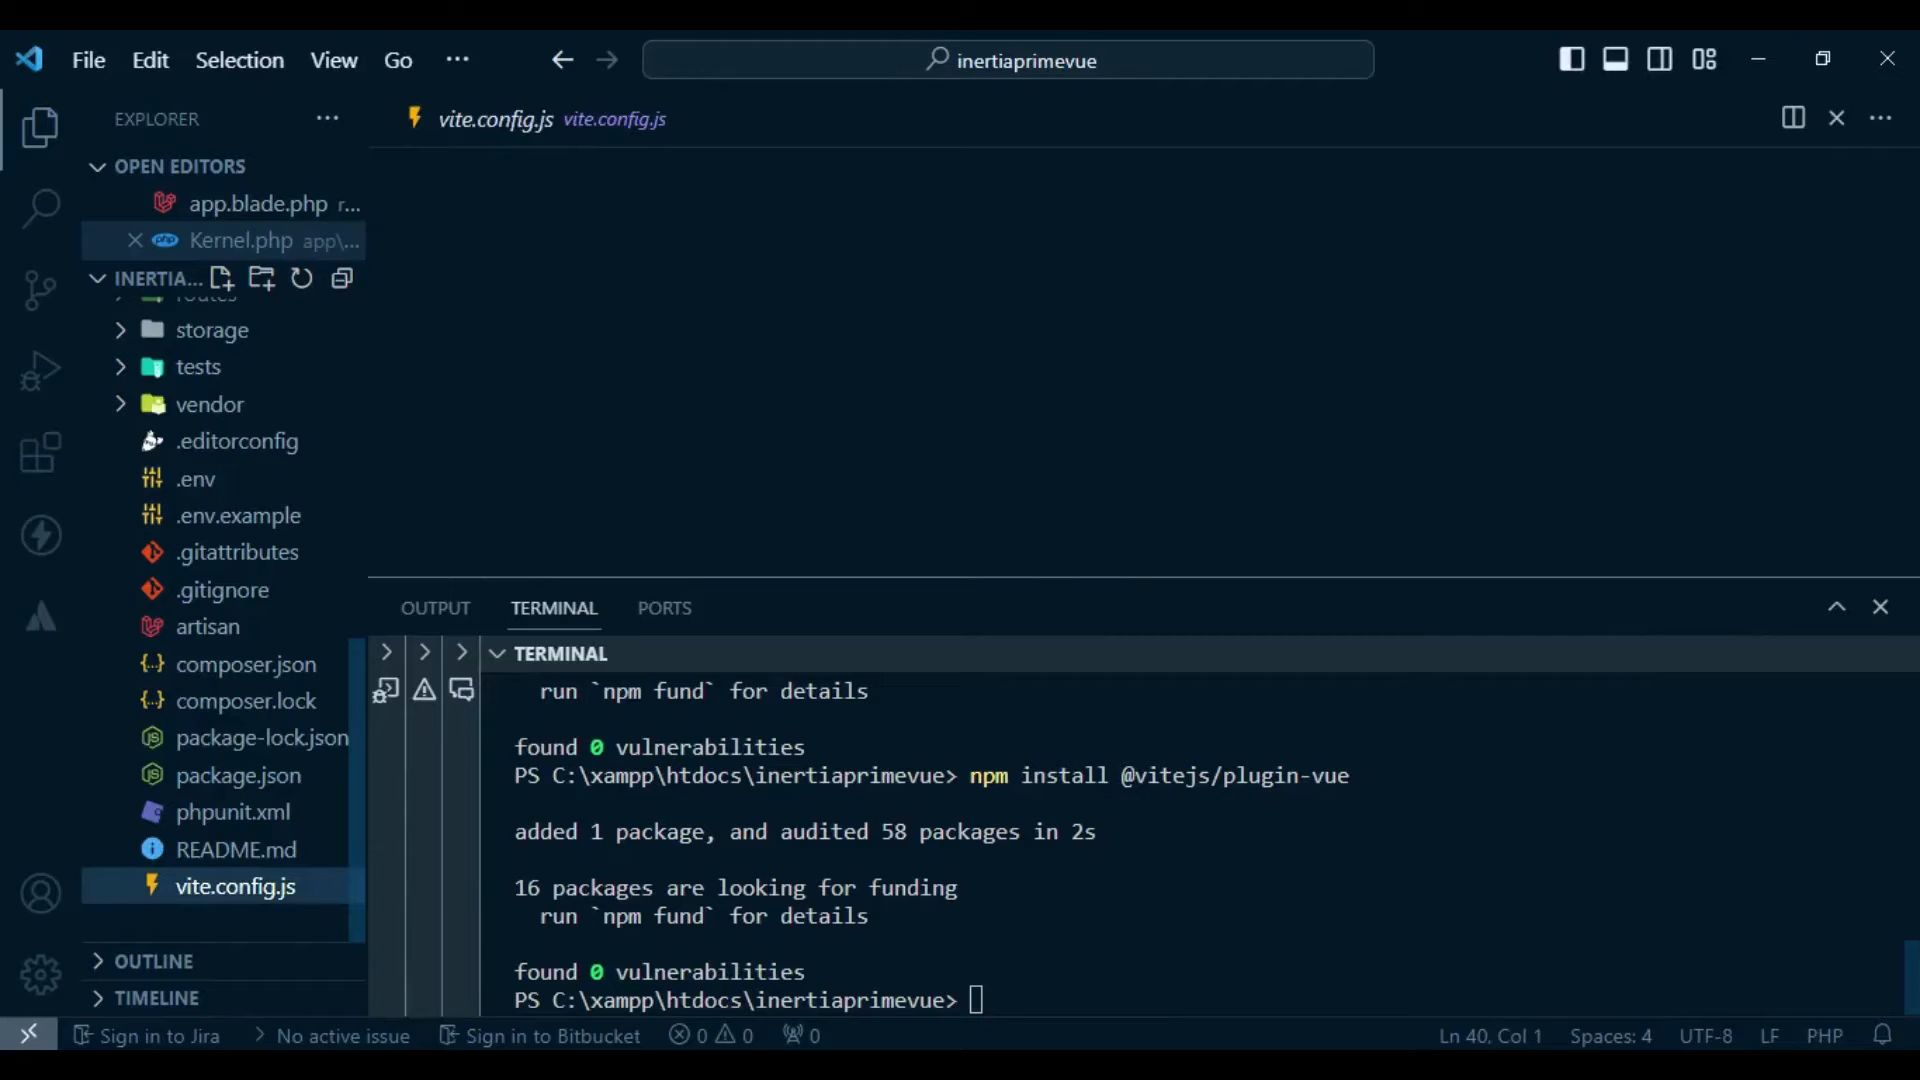 File Edit Selection View Go ··· inertiaprimevue
EXPLORER ···
vite.config.js vite.config.js
OPEN EDITORS
app.blade.php r...
Kernel.php app\...
INERTIA...
routes
storage
tests
vendor
.editorconfig
.env
.env.example
.gitattributes
.gitignore
artisan
composer.json
composer.lock
package-lock.json
package.json
phpunit.xml
README.md
vite.config.js
OUTLINE
TIMELINE
OUTPUT TERMINAL PORTS
TERMINAL
run `npm fund` for details
found 0 vulnerabilities
PS C:\xampp\htdocs\inertiaprimevue> npm install @vitejs/plugin-vue
added 1 package, and audited 58 packages in 2s
16 packages are looking for funding
run `npm fund` for details
found 0 vulnerabilities
PS C:\xampp\htdocs\inertiaprimevue>
Sign in to Jira No active issue Sign in to Bitbucket 0 0 0 Ln 40, Col 1 Spaces: 4 UTF-8 LF PHP